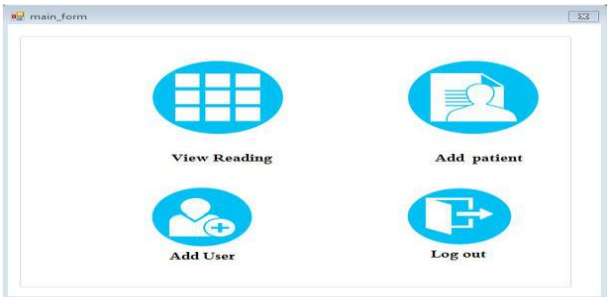 main_form
View Reading
Add patient
Add User
Log out